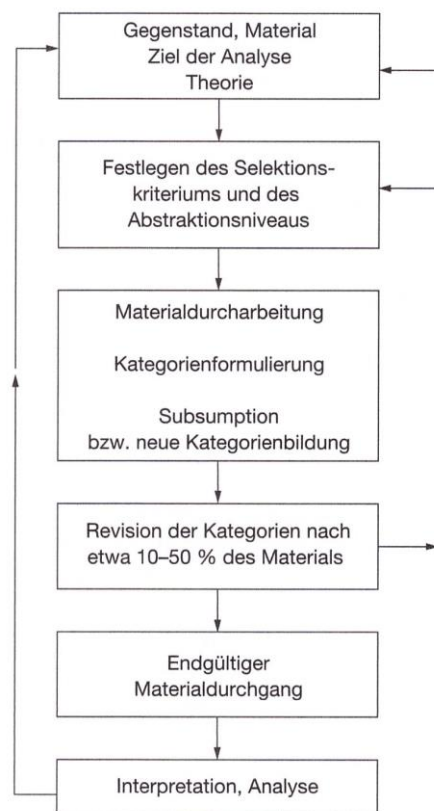 Gegenstand, Material
Ziel der Analyse
Theorie
Festlegen des Selektions-
kriteriums und des
Abstraktionsniveaus
Materialdurcharbeitung
Kategorienformulierung
Subsumption
bzw. neue Kategorienbildung
Revision der Kategorien nach
etwa 10–50 % des Materials
Endgültiger
Materialdurchgang
Interpretation, Analyse